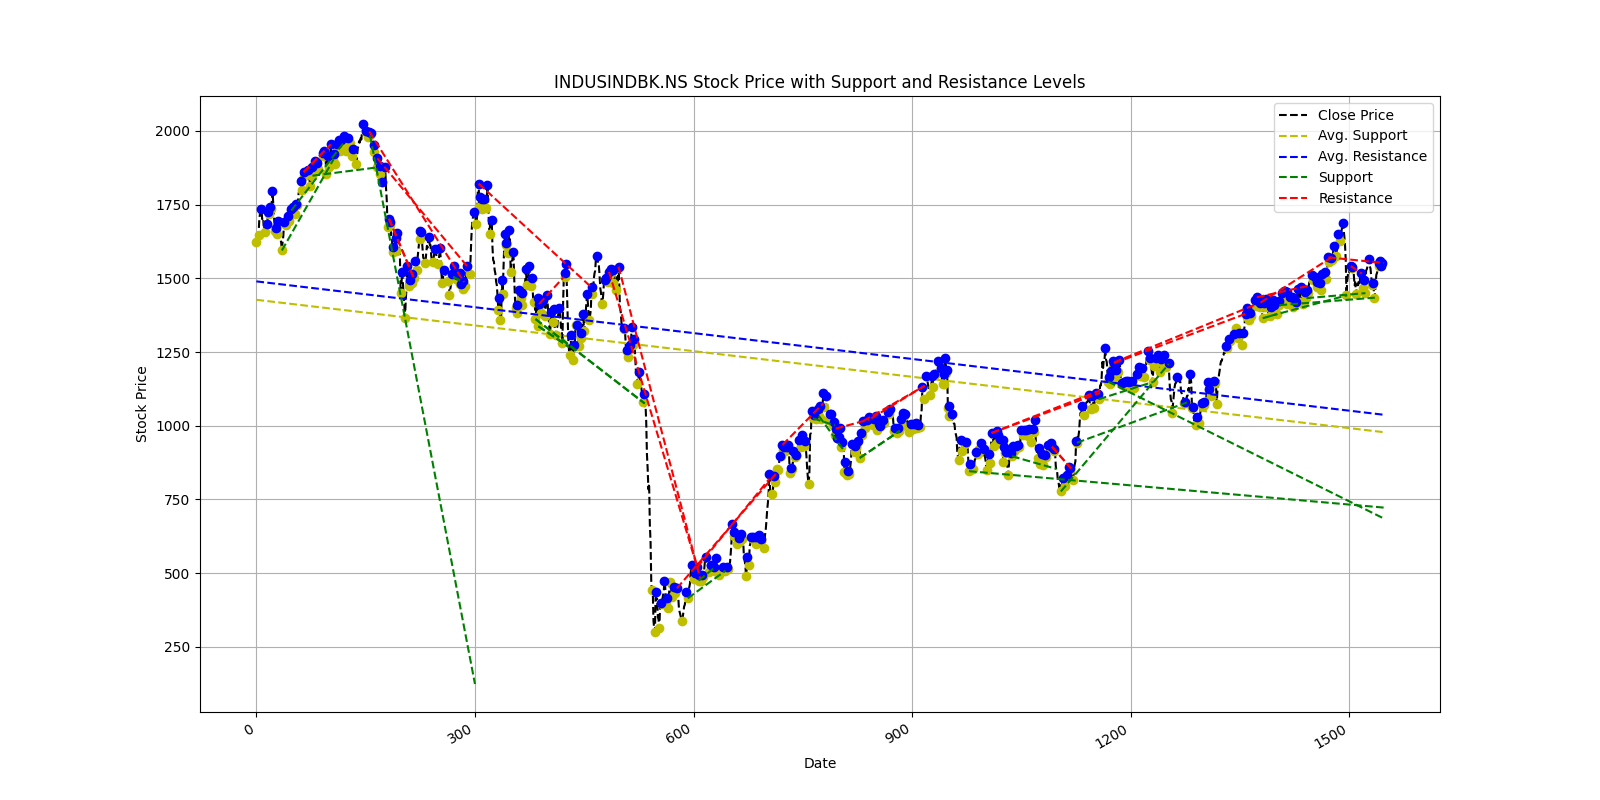 INDUSINDBK.NS Stock Price with Support and Resistance Levels
Close Price
Avg. Support
Avg. Resistance
Support
Resistance
2000
1750
1500
1250
1000
750
500
250
Stock Price
0
300
600
900
1200
1500
Date